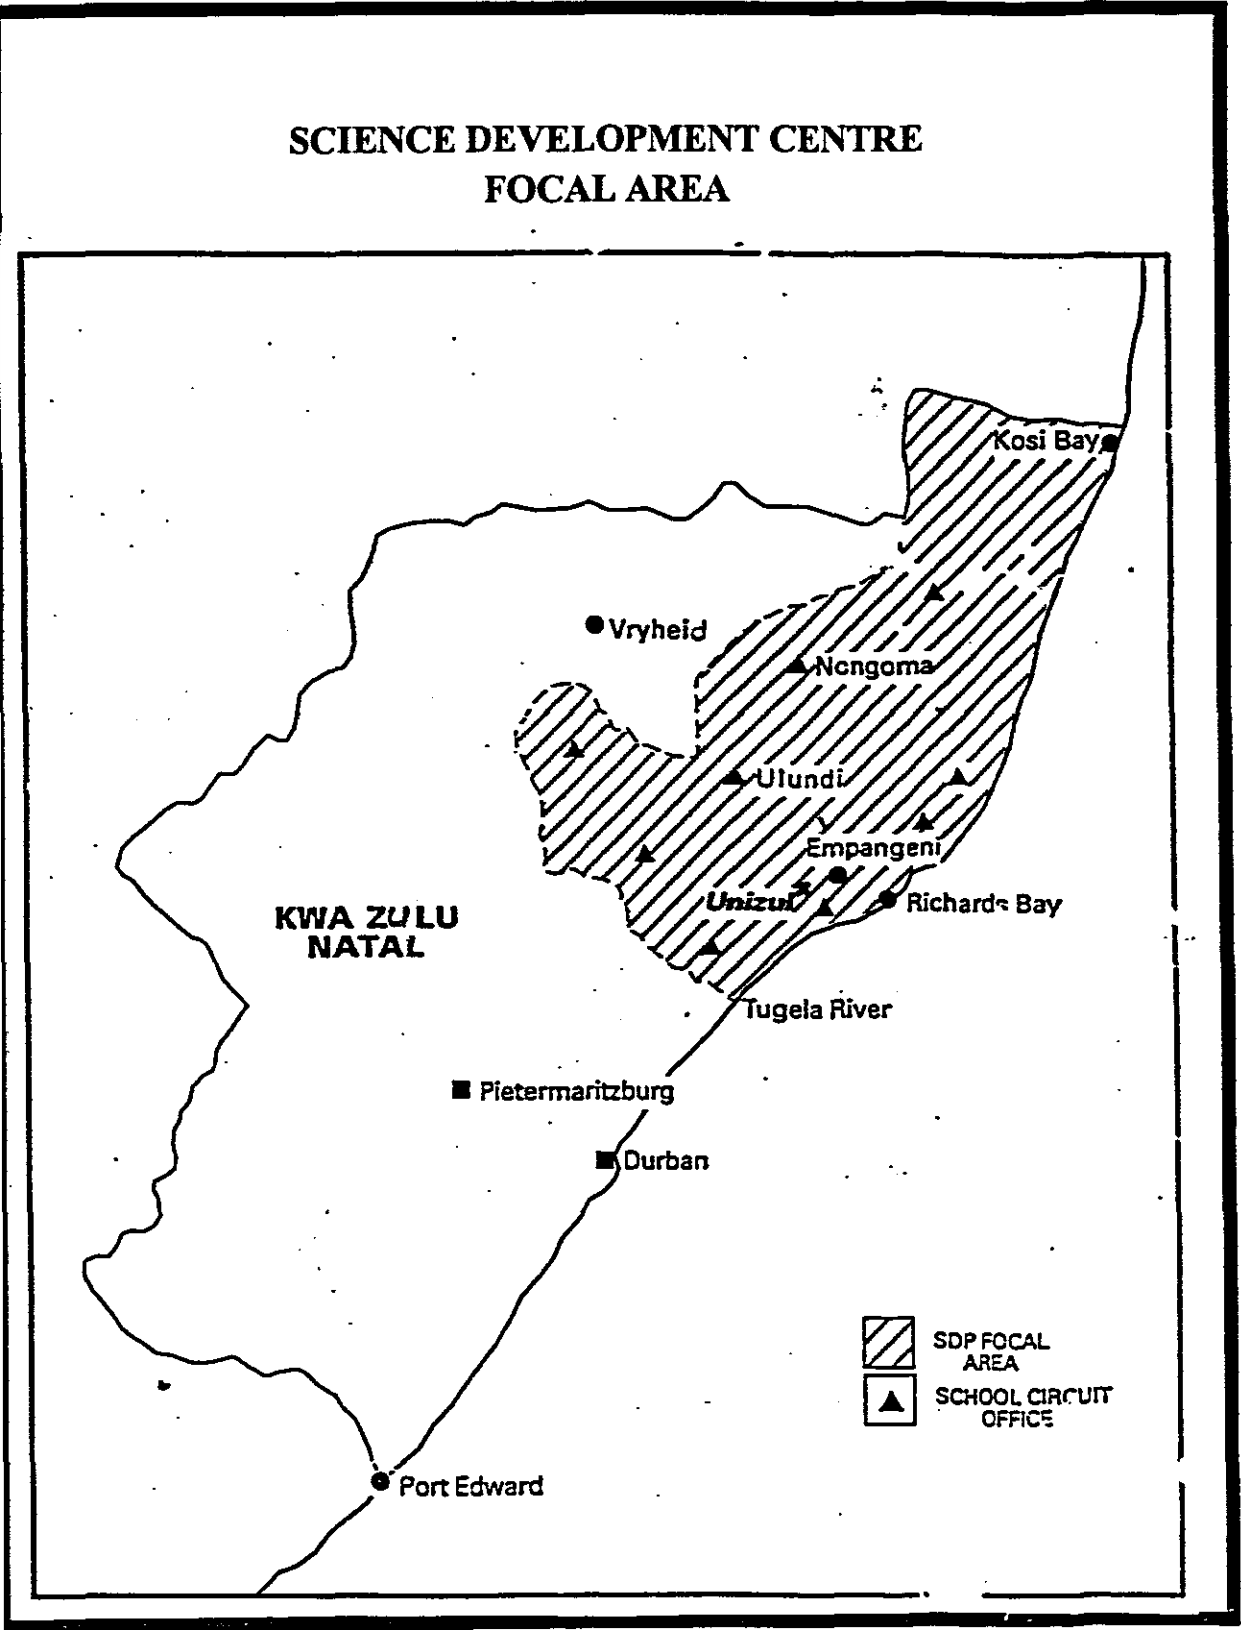 SCIENCE DEVELOPMENT CENTRE
FOCAL AREA
Kosi Bay
Vryheid
Nongoma
Ulundi
Empangeni
Unizul
Richards Bay
KWA ZULU
NATAL
Tugela River
Pietermaritzburg
Durban
SDP FOCAL
AREA
SCHOOL CIRCUIT
OFFICE
Port Edward